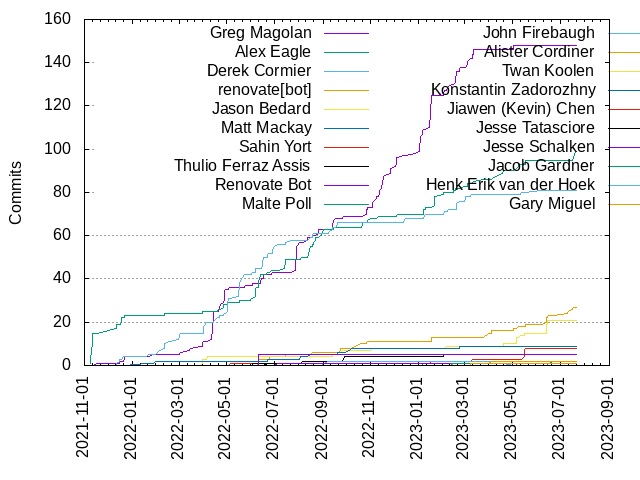 160
140
120
100
80
60
40
20
0
Commits
Greg Magolan
Alex Eagle
Derek Cormier
renovate[bot]
Jason Bedard
Matt Mackay
Sahin Yort
Thulio Ferraz Assis
Renovate Bot
Malte Poll
John Firebaugh
Alister Cordiner
Twan Koolen
Konstantin Zadorozhny
Jiawen (Kevin) Chen
Jesse Tatasciore
Jesse Schalken
Jacob Gardner
Henk Erik van der Hoek
Gary Miguel
2021-11-01
2022-01-01
2022-03-01
2022-05-01
2022-07-01
2022-09-01
2022-11-01
2023-01-01
2023-03-01
2023-05-01
2023-07-01
2023-09-01